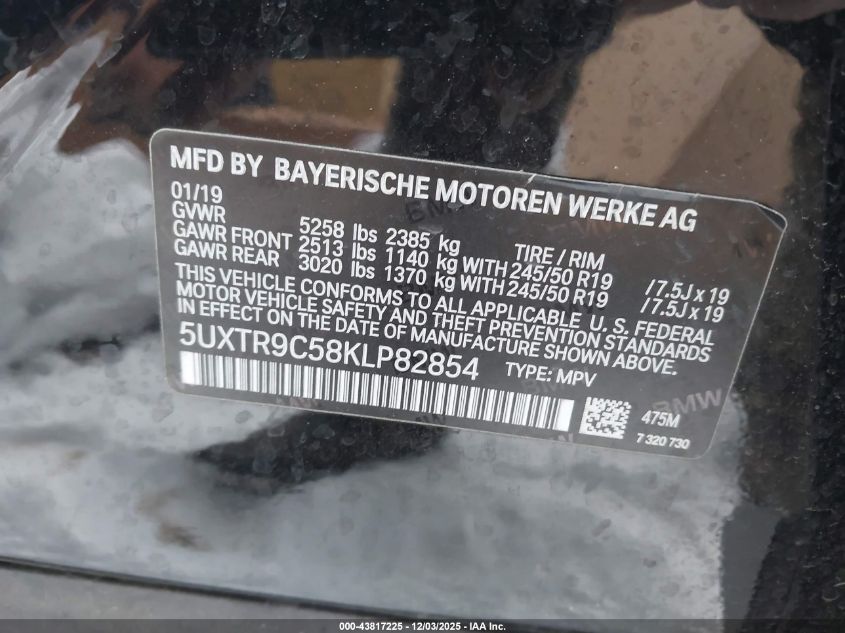 MFD BY BAYERISCHE MOTOREN WERKE AG
01/19
GVWR 5258 lbs 2385 kg TIRE / RIM
GAWR FRONT 2513 lbs 1140 kg WITH 245/50 R19 /7.5J x 19
GAWR REAR 3020 lbs 1370 kg WITH 245/50 R19 /7.5J x 19
THIS VEHICLE CONFORMS TO ALL APPLICABLE U. S. FEDERAL
MOTOR VEHICLE SAFETY AND THEFT PREVENTION STANDARDS
IN EFFECT ON THE DATE OF MANUFACTURE SHOWN ABOVE.
5UXTR9C58KLP82854 TYPE: MPV
475M
7 320 730
BMW
BMW
000-43817225 - 12/03/2025 - IAA Inc.